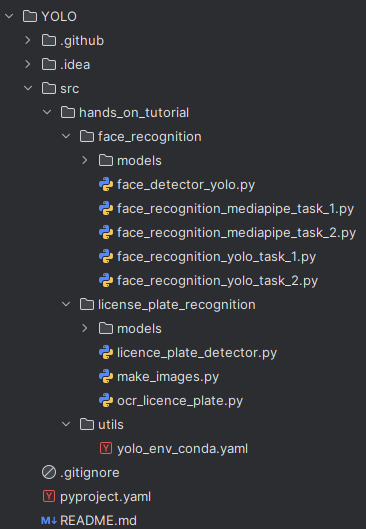 YOLO
.github
.idea
src
hands_on_tutorial
face_recognition
models
face_detector_yolo.py
face_recognition_mediapipe_task_1.py
face_recognition_mediapipe_task_2.py
face_recognition_yolo_task_1.py
face_recognition_yolo_task_2.py
license_plate_recognition
models
licence_plate_detector.py
make_images.py
ocr_licence_plate.py
utils
Y yolo_env_conda.yaml
.gitignore
Y pyproject.yaml
M↓ README.md